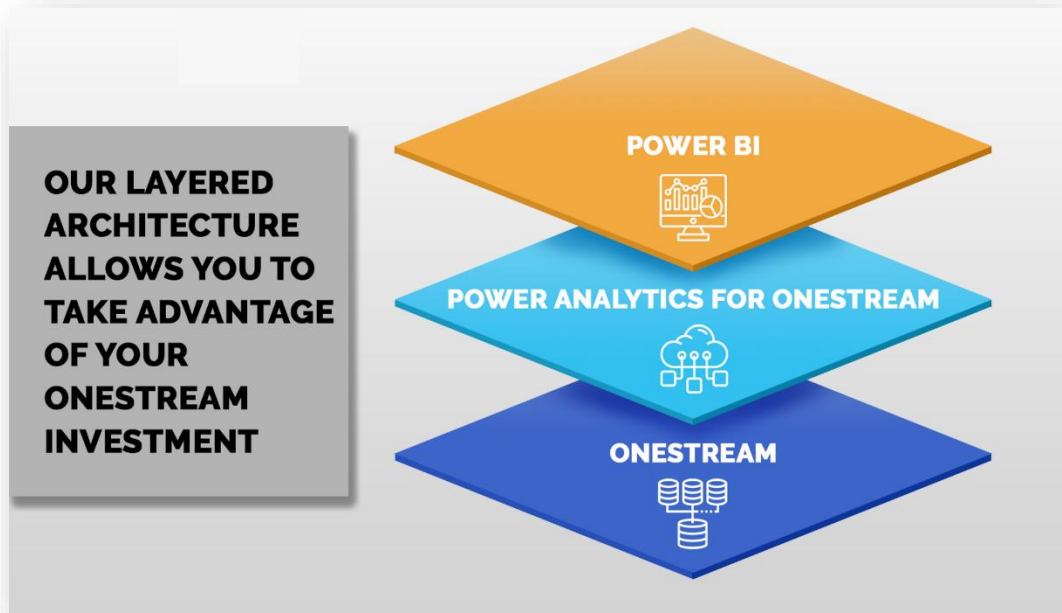 OUR LAYERED
ARCHITECTURE
ALLOWS YOU TO
TAKE ADVANTAGE
OF YOUR
ONESTREAM
INVESTMENT
POWER BI
POWER ANALYTICS FOR ONESTREAM
ONESTREAM